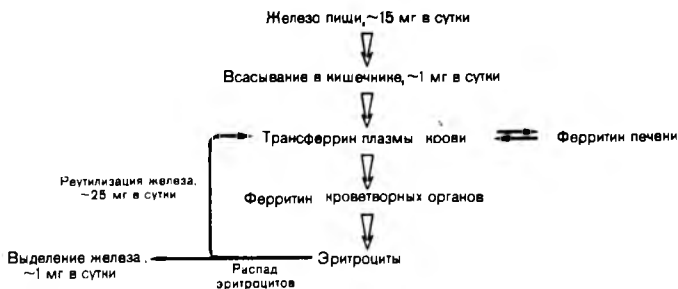 Железо пищи, ~15 мг в сутки
Всасывание в кишечнике, ~1 мг в сутки
Трансферрин плазмы крови
Ферритин печени
Реутилизация железа,
~25 мг в сутки
Ферритин кроветворных органов
Выделение железа,
~1 мг в сутки
Распад
эритроцитов
Эритроциты